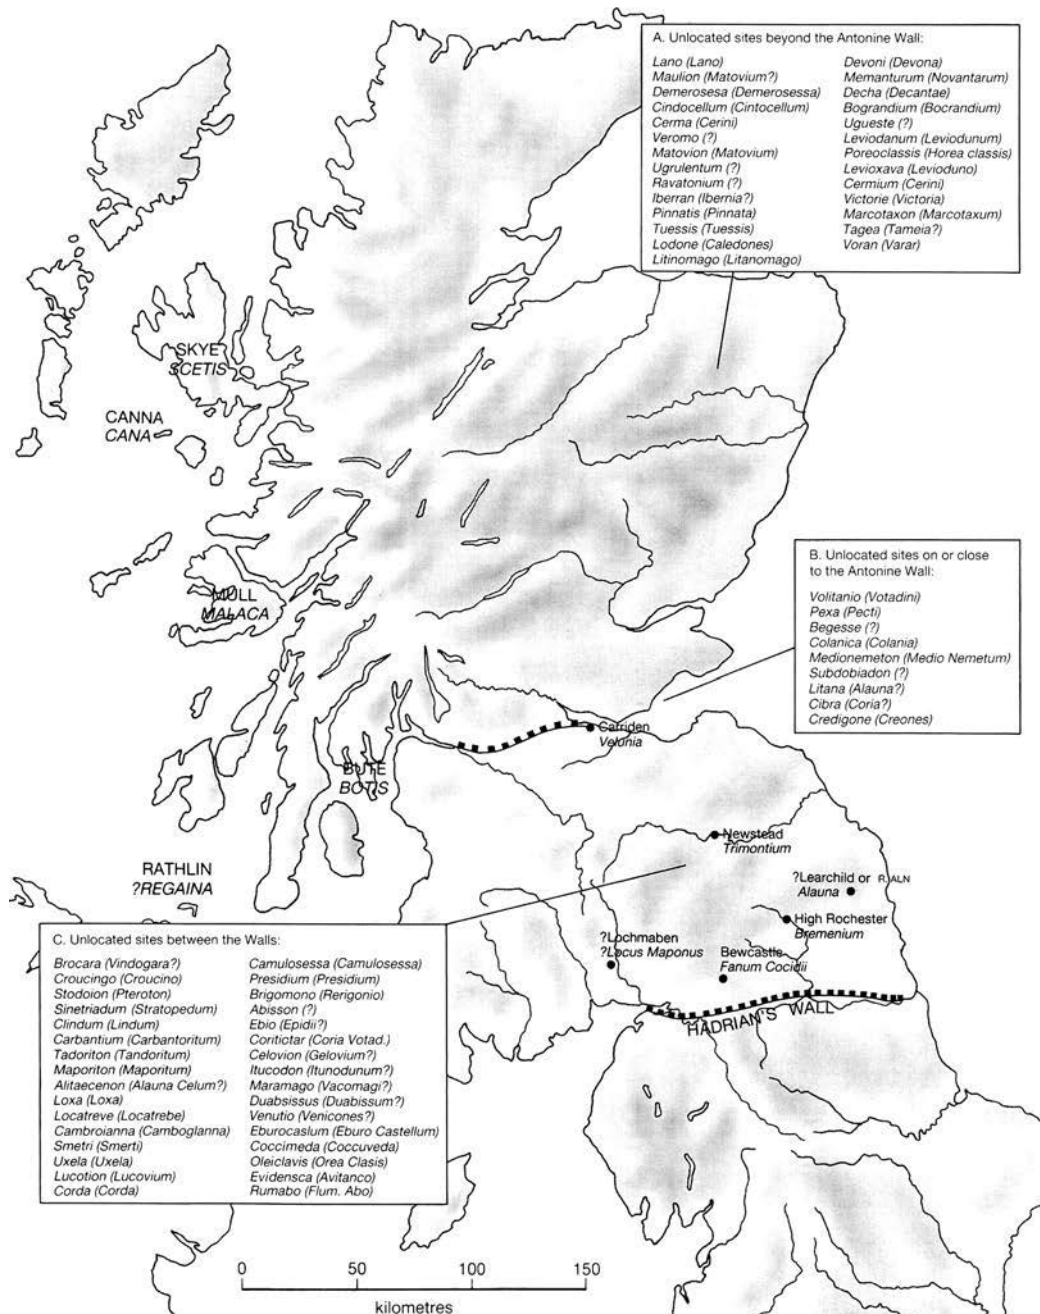 A. Unlocated sites beyond the Antonine Wall:
Lano (Lano)
Maulion (Matovium?)
Demerosesa (Demerosessa)
Cindocellum (Cintocellum)
Cerma (Cerini)
Veromo (?)
Matovion (Matovium)
Ugrulentum (?)
Ravatonium (?)
Iberran (Ibernia?)
Pinnatis (Pinnata)
Tuessis (Tuessis)
Lodone (Caledones)
Litinomago (Litanomago)
Devoni (Devona)
Memanturum (Novantarum)
Decha (Decantae)
Bograndium (Bocrandium)
Ugueste (?)
Leviodanum (Leviodunum)
Poreoclassis (Horea classis)
Levioxava (Levioduno)
Cermium (Cerini)
Victorie (Victoria)
Marcotaxon (Marcotaxum)
Tagea (Tameia?)
Voran (Varar)
SKYE
SCETIS
CANNA
CANA
MULL
MALACA
B. Unlocated sites on or close
to the Antonine Wall:
Volitanio (Votadini)
Pexa (Pecti)
Begesse (?)
Colanica (Colania)
Medionemeton (Medio Nemetum)
Subdobiadon (?)
Litana (Alauna?)
Cibra (Coria?)
Credigone (Creones)
Carriden
Velunia
BUTE
BOTIS
Newstead
Trimontium
RATHLIN
?REGAINA
?Learchild or R. ALN
Alauna
High Rochester
Bremenium
?Lochmaben
?Locus Maponus
Bewcastle
Fanum Cocidii
HADRIAN'S WALL
C. Unlocated sites between the Walls:
Brocara (Vindogara?)
Croucingo (Croucino)
Stodoion (Pteroton)
Sinetriadum (Stratopedum)
Clindum (Lindum)
Carbantium (Carbantoritum)
Tadoriton (Tandoritum)
Maporiton (Maporitum)
Alitaecenon (Alauna Celum?)
Loxa (Loxa)
Locatreve (Locatrebe)
Cambroianna (Camboglanna)
Smetri (Smerti)
Uxela (Uxela)
Lucotion (Lucovium)
Corda (Corda)
Camulosessa (Camulosessa)
Presidium (Presidium)
Brigomono (Rerigonio)
Abisson (?)
Ebio (Epidii?)
Coritictar (Coria Votad.)
Celovion (Gelovium?)
Itucodon (Itunodunum?)
Maramago (Vacomagi?)
Duabsissus (Duabissum?)
Venutio (Venicones?)
Eburocaslum (Eburo Castellum)
Coccimeda (Coccuveda)
Oleiclavis (Orea Clasis)
Evidensca (Avitanco)
Rumabo (Flum. Abo)
0 50 100 150
kilometres